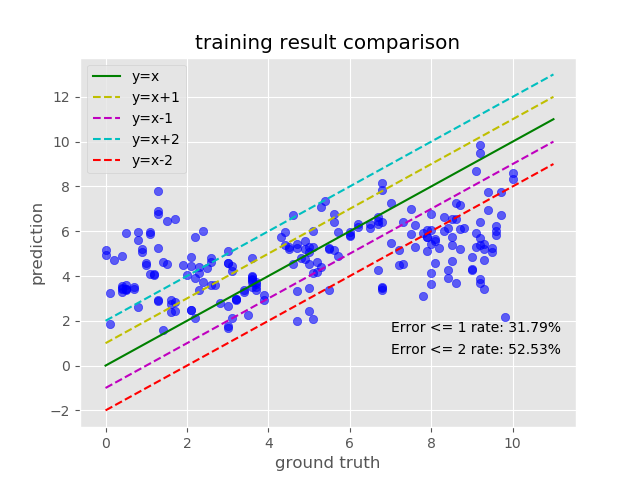 training result comparison
y=x
y=x+1
y=x-1
y=x+2
y=x-2
12
10
8
6
4
2
0
−2
prediction
Error <= 1 rate: 31.79%
Error <= 2 rate: 52.53%
0 2 4 6 8 10
ground truth